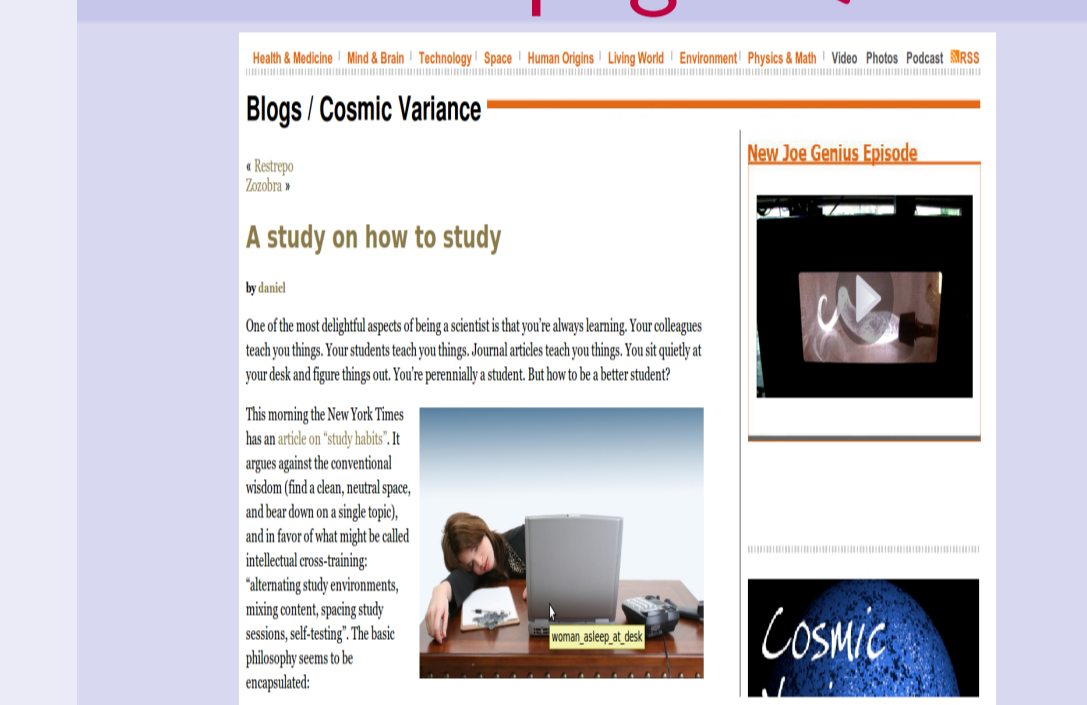 Health & Medicine | Mind & Brain | Technology | Space | Human Origins | Living World | Environment | Physics & Math | Video Photos Podcast RSS
Blogs / Cosmic Variance
« Restrepo
Zozobra »
A study on how to study
by daniel
One of the most delightful aspects of being a scientist is that you're always learning. Your colleagues
teach you things. Your students teach you things. Journal articles teach you things. You sit quietly at
your desk and figure things out. You're perennially a student. But how to be a better student?
This morning the New York Times
has an article on “study habits”. It
argues against the conventional
wisdom (find a clean, neutral space,
and bear down on a single topic),
and in favor of what might be called
intellectual cross-training:
“alternating study environments,
mixing content, spacing study
sessions, self-testing”. The basic
philosophy seems to be
encapsulated:
woman_asleep_at_desk
New Joe Genius Episode
Cosmic